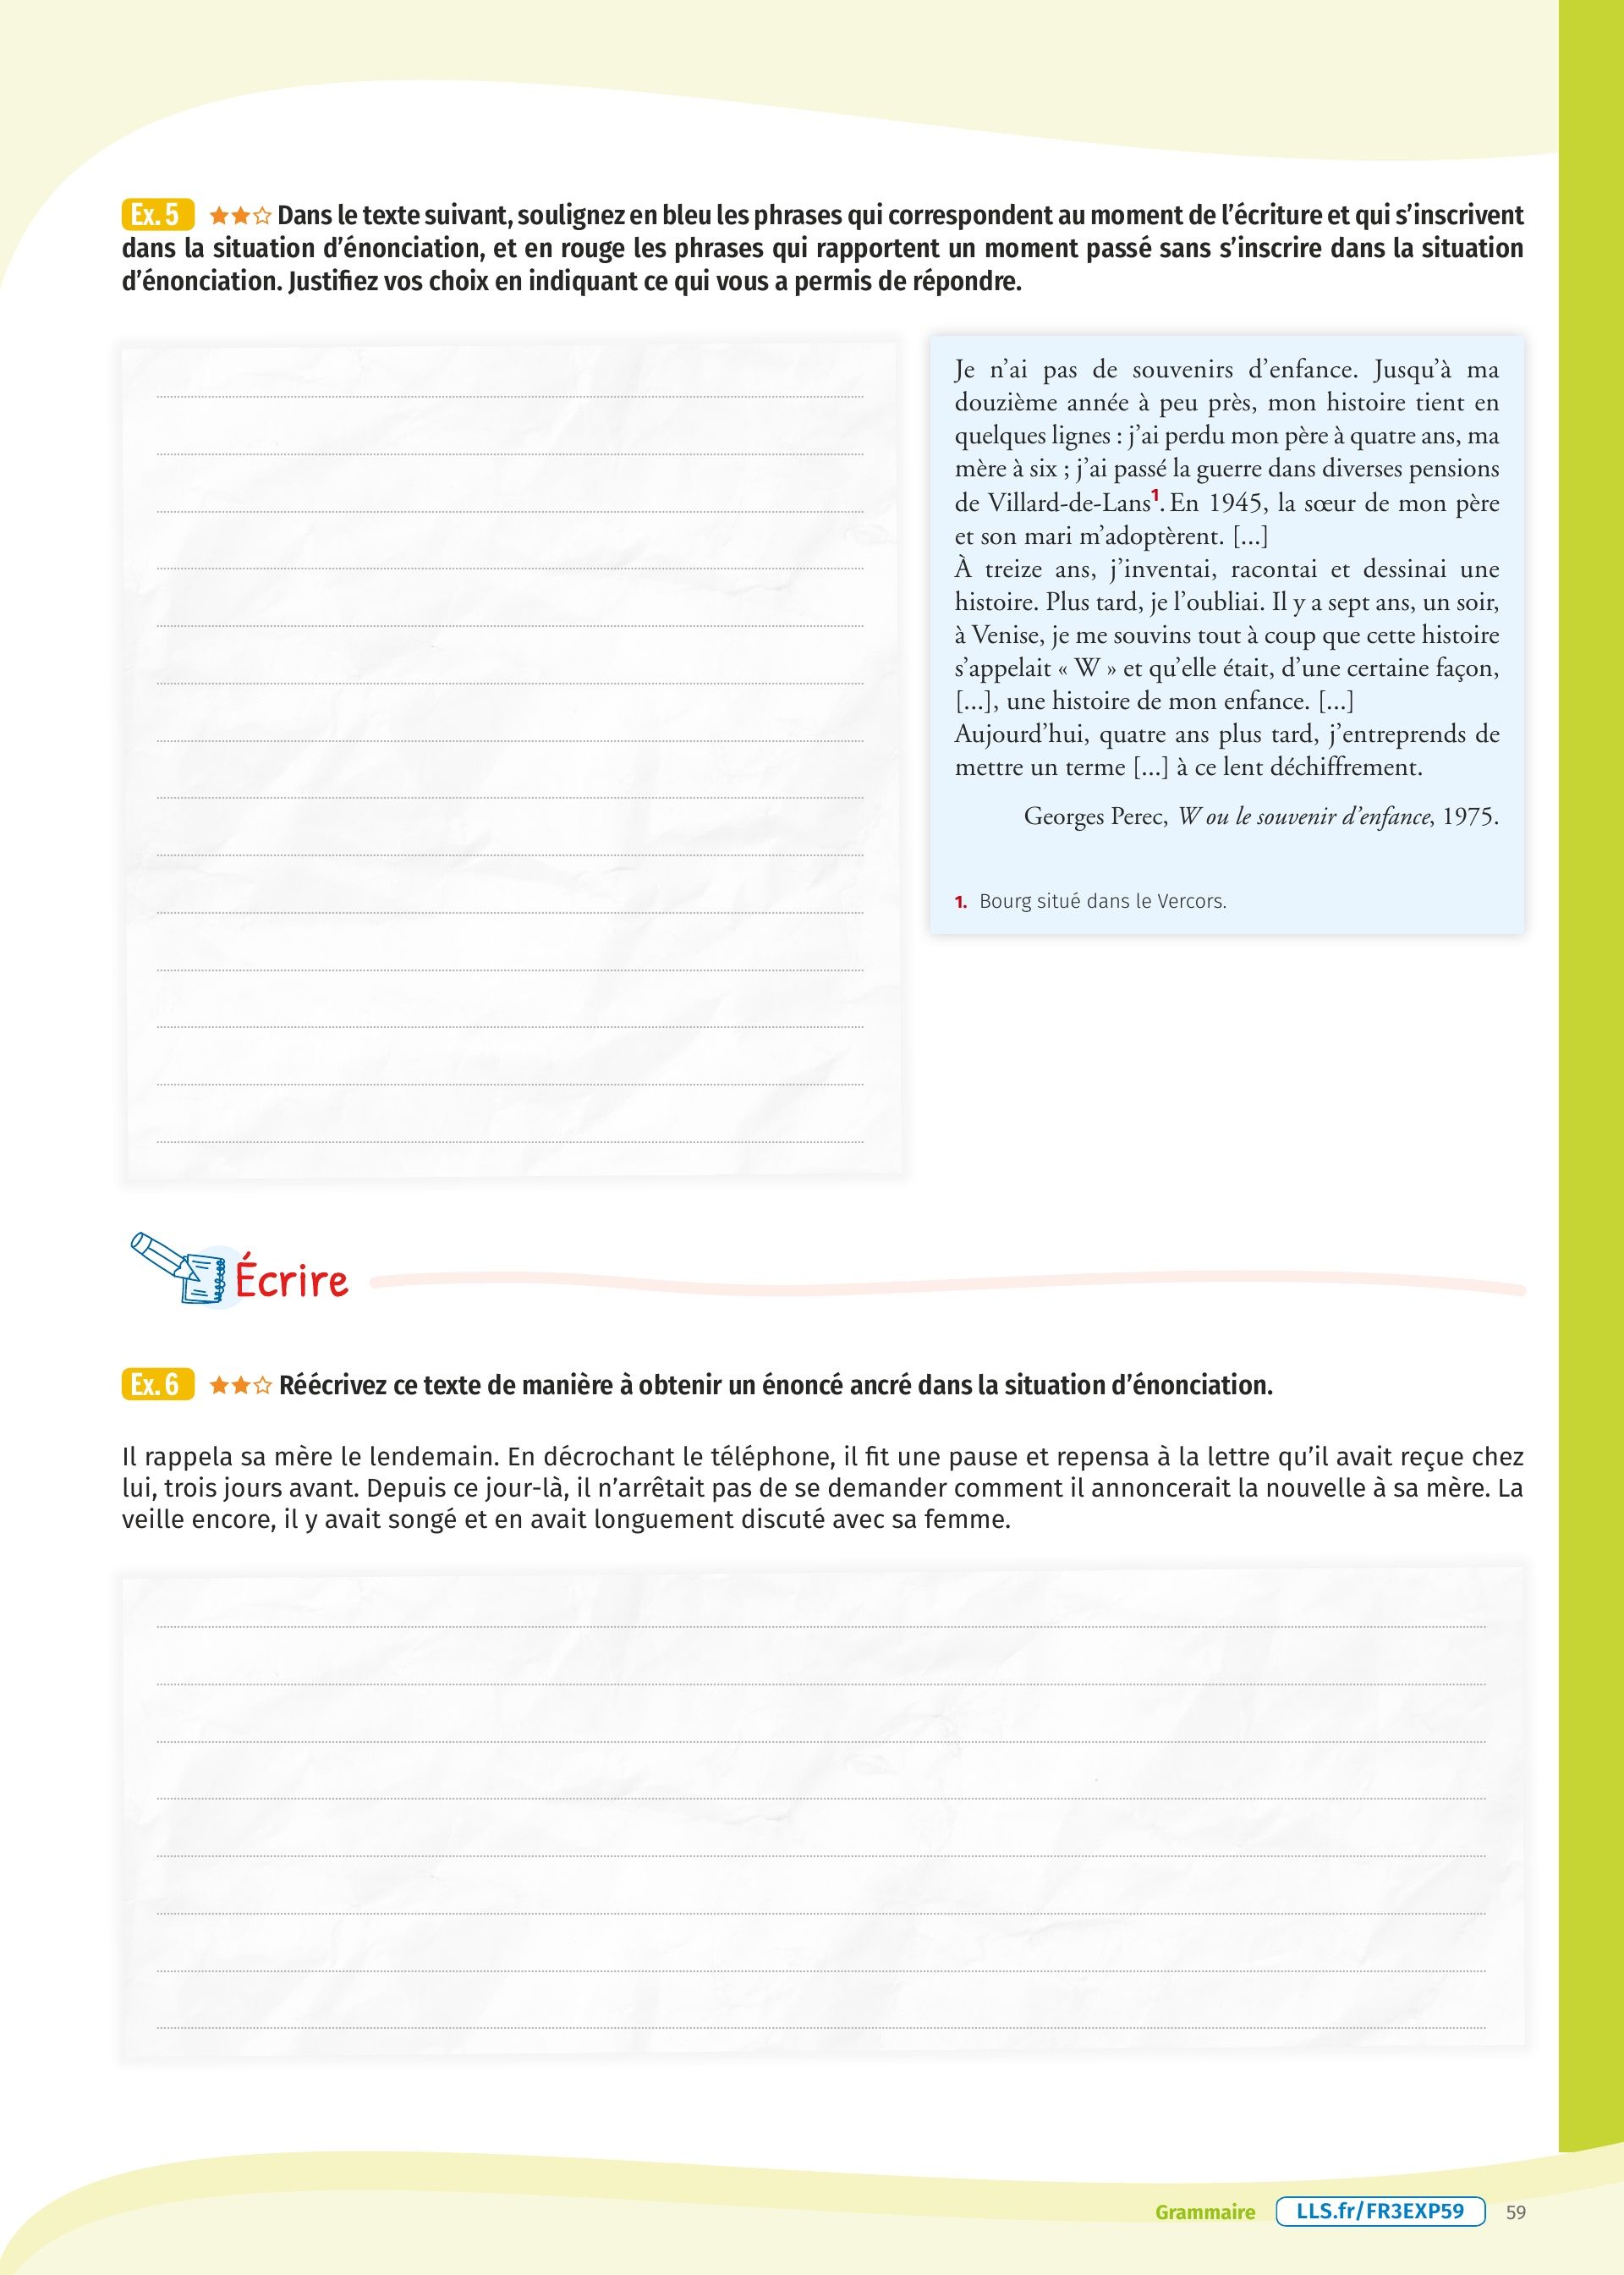 Ex. 5 ★★☆ Dans le texte suivant, soulignez en bleu les phrases qui correspondent au moment de l’écriture et qui s’inscrivent
dans la situation d’énonciation, et en rouge les phrases qui rapportent un moment passé sans s’inscrire dans la situation
d’énonciation. Justifiez vos choix en indiquant ce qui vous a permis de répondre.
Je n’ai pas de souvenirs d’enfance. Jusqu’à ma
douzième année à peu près, mon histoire tient en
quelques lignes : j’ai perdu mon père à quatre ans, ma
mère à six ; j’ai passé la guerre dans diverses pensions
de Villard-de-Lans1. En 1945, la sœur de mon père
et son mari m’adoptèrent. [...]
À treize ans, j’inventai, racontai et dessinai une
histoire. Plus tard, je l’oubliai. Il y a sept ans, un soir,
à Venise, je me souvins tout à coup que cette histoire
s’appelait « W » et qu’elle était, d’une certaine façon,
[...], une histoire de mon enfance. [...]
Aujourd’hui, quatre ans plus tard, j’entreprends de
mettre un terme [...] à ce lent déchiffrement.
Georges Perec, W ou le souvenir d’enfance, 1975.
1. Bourg situé dans le Vercors.
Écrire
Ex. 6 ★★☆ Réécrivez ce texte de manière à obtenir un énoncé ancré dans la situation d’énonciation.
Il rappela sa mère le lendemain. En décrochant le téléphone, il fit une pause et repensa à la lettre qu’il avait reçue chez
lui, trois jours avant. Depuis ce jour-là, il n’arrêtait pas de se demander comment il annoncerait la nouvelle à sa mère. La
veille encore, il y avait songé et en avait longuement discuté avec sa femme.
Grammaire LLS.fr/FR3EXP59 59